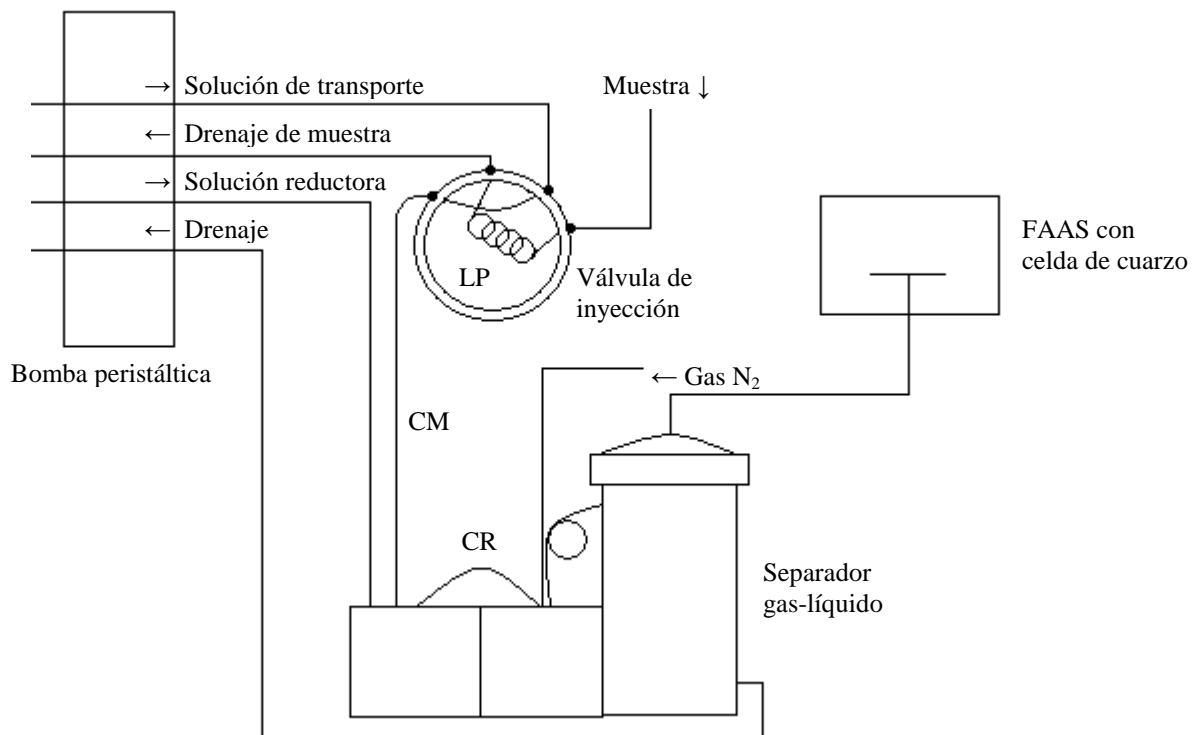 → Solución de transporte
Muestra ↓
← Drenaje de muestra
→ Solución reductora
← Drenaje
FAAS con
celda de cuarzo
LP
Válvula de
inyección
Bomba peristáltica
← Gas N₂
CM
CR
Separador
gas-líquido